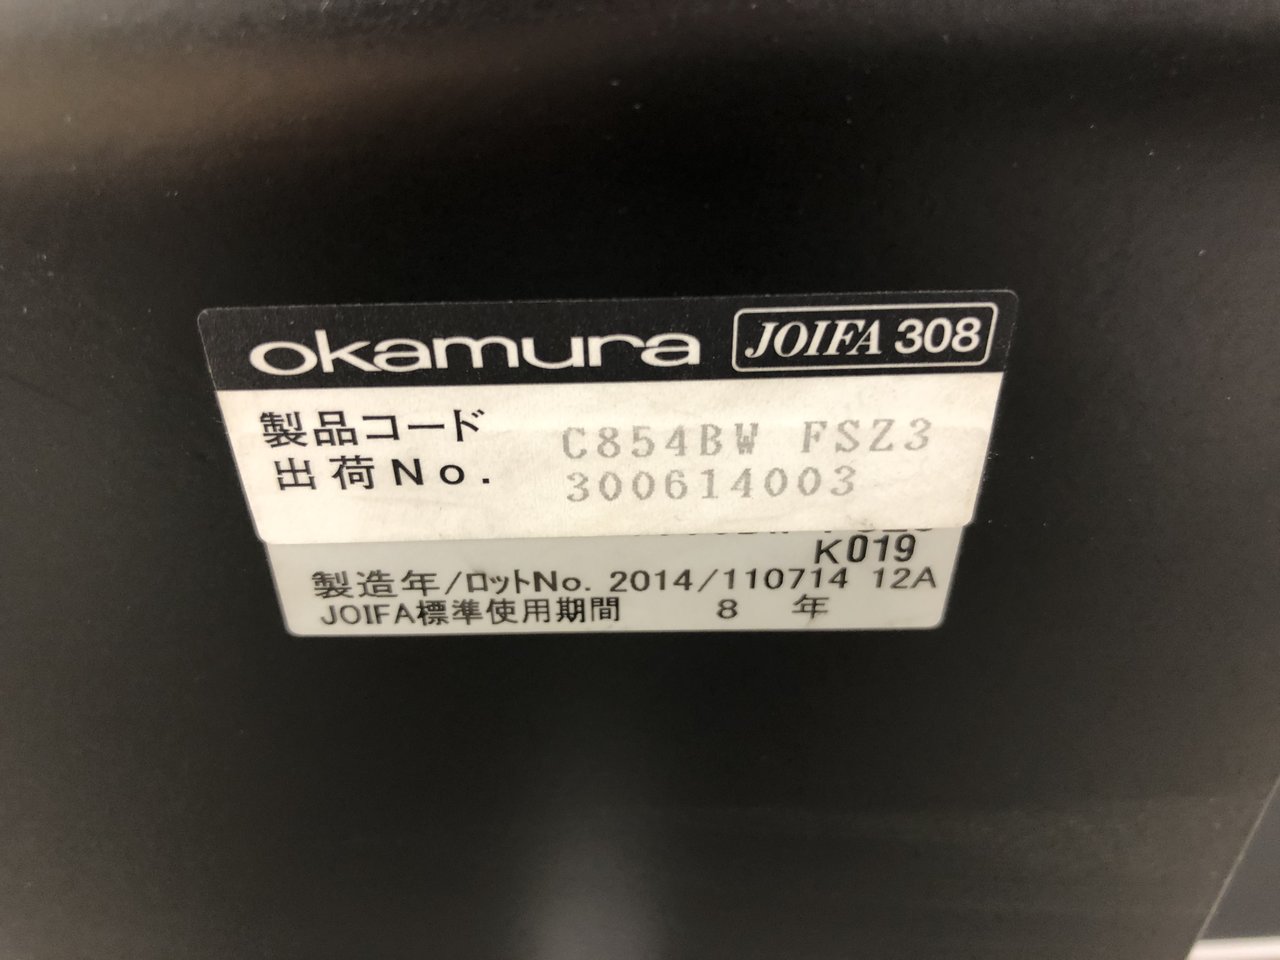 okamura JOIFA 308
製品コード C854BW FSZ3
出荷No. 300614003
K019
製造年/ロットNo. 2014/110714 12A
JOIFA標準使用期間 8 年